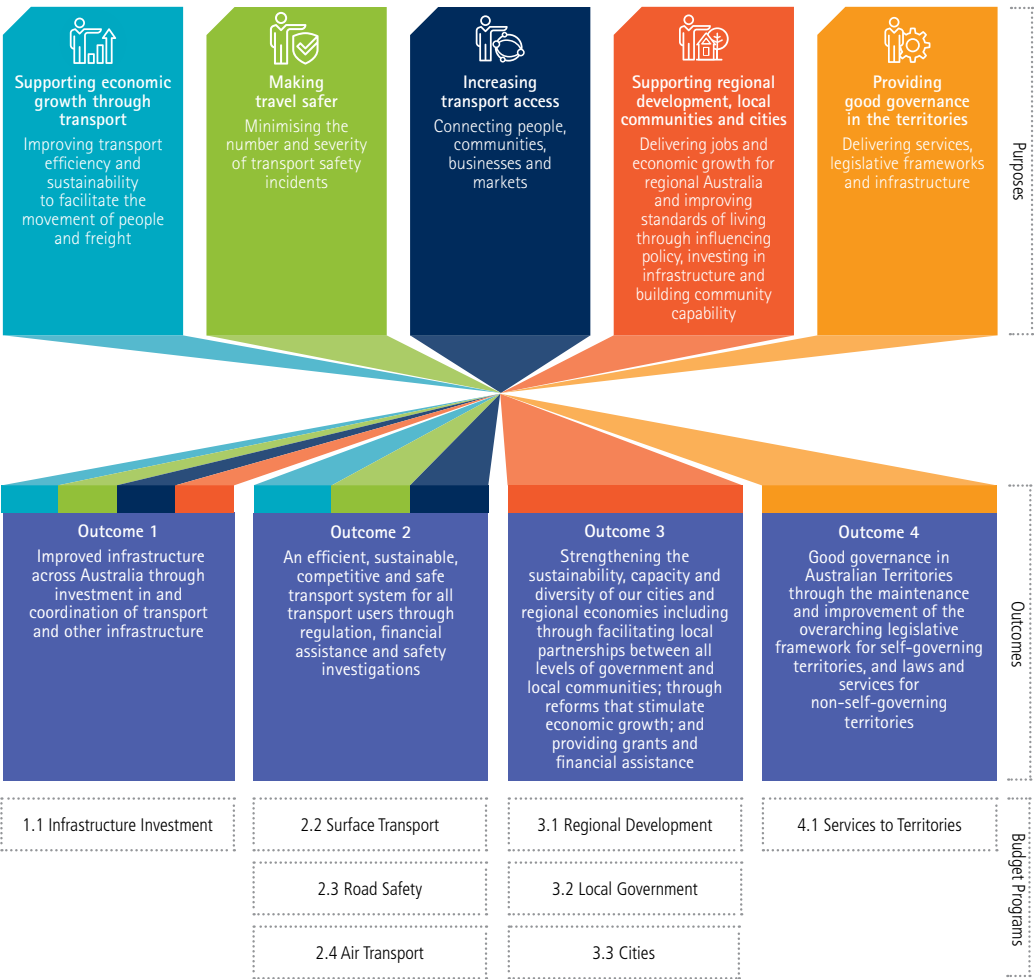 Supporting economic
growth through
transport
Improving transport
efficiency and
sustainability
to facilitate the
movement of people
and freight
Making
travel safer
Minimising the
number and severity
of transport safety
incidents
Increasing
transport access
Connecting people,
communities,
businesses and
markets
Supporting regional
development, local
communities and cities
Delivering jobs and
economic growth for
regional Australia
and improving
standards of living
through influencing
policy, investing in
infrastructure and
building community
capability
Providing
good governance
in the territories
Delivering services,
legislative frameworks
and infrastructure
Purposes
Outcome 1
Improved infrastructure
across Australia through
investment in and
coordination of transport
and other infrastructure
Outcome 2
An efficient, sustainable,
competitive and safe
transport system for all
transport users through
regulation, financial
assistance and safety
investigations
Outcome 3
Strengthening the
sustainability, capacity and
diversity of our cities and
regional economies including
through facilitating local
partnerships between all
levels of government and
local communities; through
reforms that stimulate
economic growth; and
providing grants and
financial assistance
Outcome 4
Good governance in
Australian Territories
through the maintenance
and improvement of the
overarching legislative
framework for self-governing
territories, and laws and
services for
non-self-governing
territories
Outcomes
1.1 Infrastructure Investment
2.2 Surface Transport
2.3 Road Safety
2.4 Air Transport
3.1 Regional Development
3.2 Local Government
3.3 Cities
4.1 Services to Territories
Budget Programs